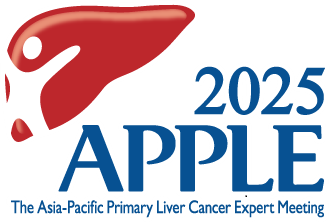 2025
APPLE
The Asia-Pacific Primary Liver Cancer Expert Meeting